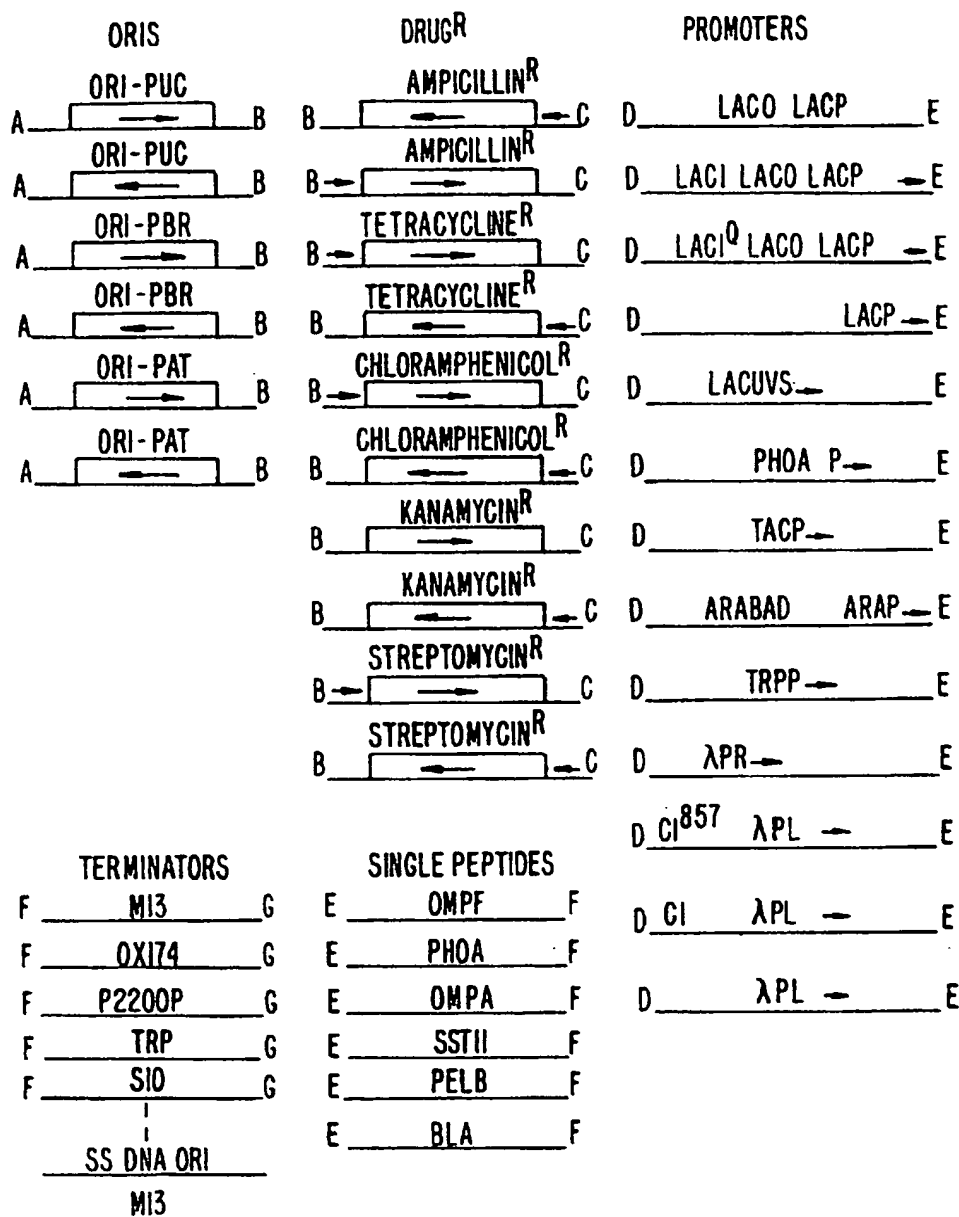 ORIS
A ORI-PUC B
A ORI-PUC B
A ORI-PBR B
A ORI-PBR B
A ORI-PAT B
A ORI-PAT B
DRUGR
B AMPICILLINR C
B AMPICILLINR C
B TETRACYCLINER C
B TETRACYCLINER C
B CHLORAMPHENICOLR C
B CHLORAMPHENICOLR C
B KANAMYCINR C
B KANAMYCINR C
B STREPTOMYCINR C
B STREPTOMYCINR C
PROMOTERS
D LACO LACP E
D LACI LACO LACP E
D LACIQ LACO LACP E
D LACP E
D LACUVS E
D PHOA P E
D TACP E
D ARABAD ARAP E
D TRPP E
D λPR E
D CI857 λPL E
D CI λPL E
D λPL E
TERMINATORS
F M13 G
F OX174 G
F P22OOP G
F TRP G
F S10 G
SS DNA ORI
M13
SINGLE PEPTIDES
E OMPF F
E PHOA F
E OMPA F
E SSTII F
E PELB F
E BLA F